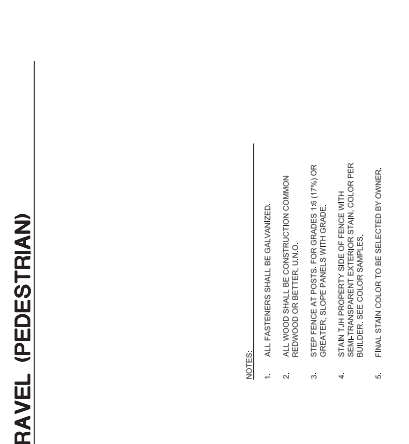 RAVEL (PEDESTRIAN)
NOTES:
1. ALL FASTENERS SHALL BE GALVANIZED.
2. ALL WOOD SHALL BE CONSTRUCTION COMMON
REDWOOD OR BETTER, U.N.O.
3. STEP FENCE AT POSTS. FOR GRADES 1:6 (17%) OR
GREATER, SLOPE PANELS WITH GRADE.
4. STAIN TJH PROPERTY SIDE OF FENCE WITH
SEMI-TRANSPARENT EXTERIOR STAIN, COLOR PER
BUILDER. SEE COLOR SAMPLES.
5. FINAL STAIN COLOR TO BE SELECTED BY OWNER.